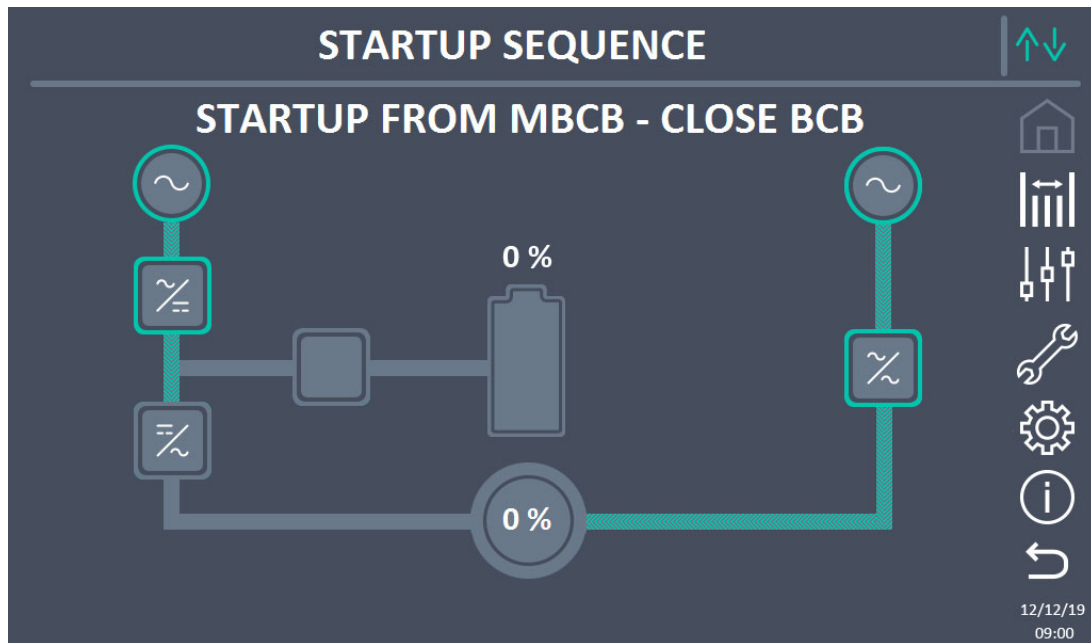 STARTUP SEQUENCE
STARTUP FROM MBCB - CLOSE BCB
0 %
0 %
12/12/19
09:00